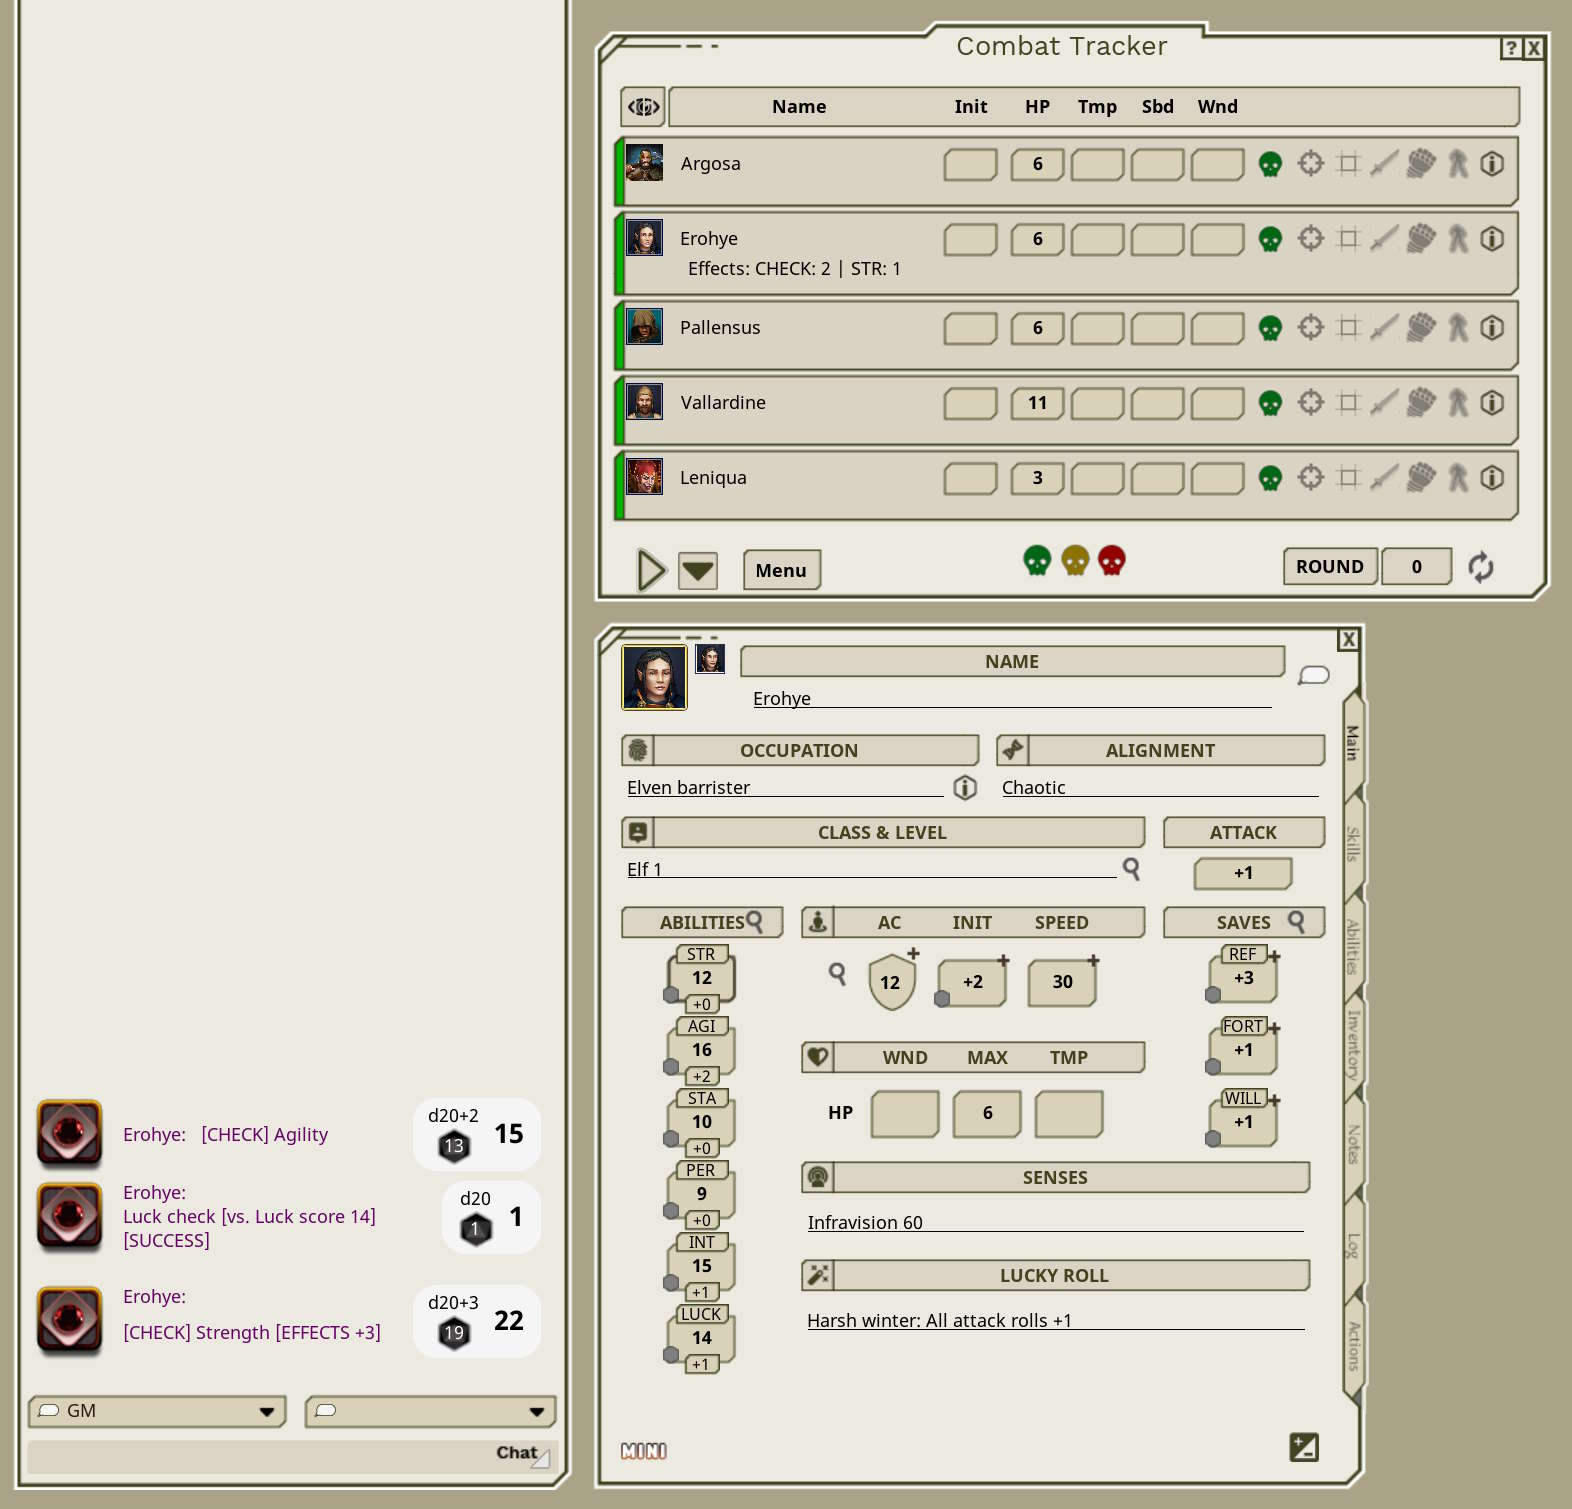 Erohye: [CHECK] Agility
d20+2
13
15
Erohye:
Luck check [vs. Luck score 14]
[SUCCESS]
d20
1
1
Erohye:
[CHECK] Strength [EFFECTS +3]
d20+3
19
22
GM
Chat
Combat Tracker
? X
Name Init HP Tmp Sbd Wnd
Argosa 6
Erohye 6
Effects: CHECK: 2 | STR: 1
Pallensus 6
Vallardine 11
Leniqua 3
Menu
ROUND 0
X
NAME
Erohye
OCCUPATION
Elven barrister
ALIGNMENT
Chaotic
CLASS & LEVEL
Elf 1
ATTACK
+1
ABILITIES
STR
12
+0
AGI
16
+2
STA
10
+0
PER
9
+0
INT
15
+1
LUCK
14
+1
AC INIT SPEED
12 +2 30
WND MAX TMP
HP 6
SENSES
Infravision 60
LUCKY ROLL
Harsh winter: All attack rolls +1
SAVES
REF
+3
FORT
+1
WILL
+1
Main
Skills
Abilities
Inventory
Notes
Log
Actions
MINI